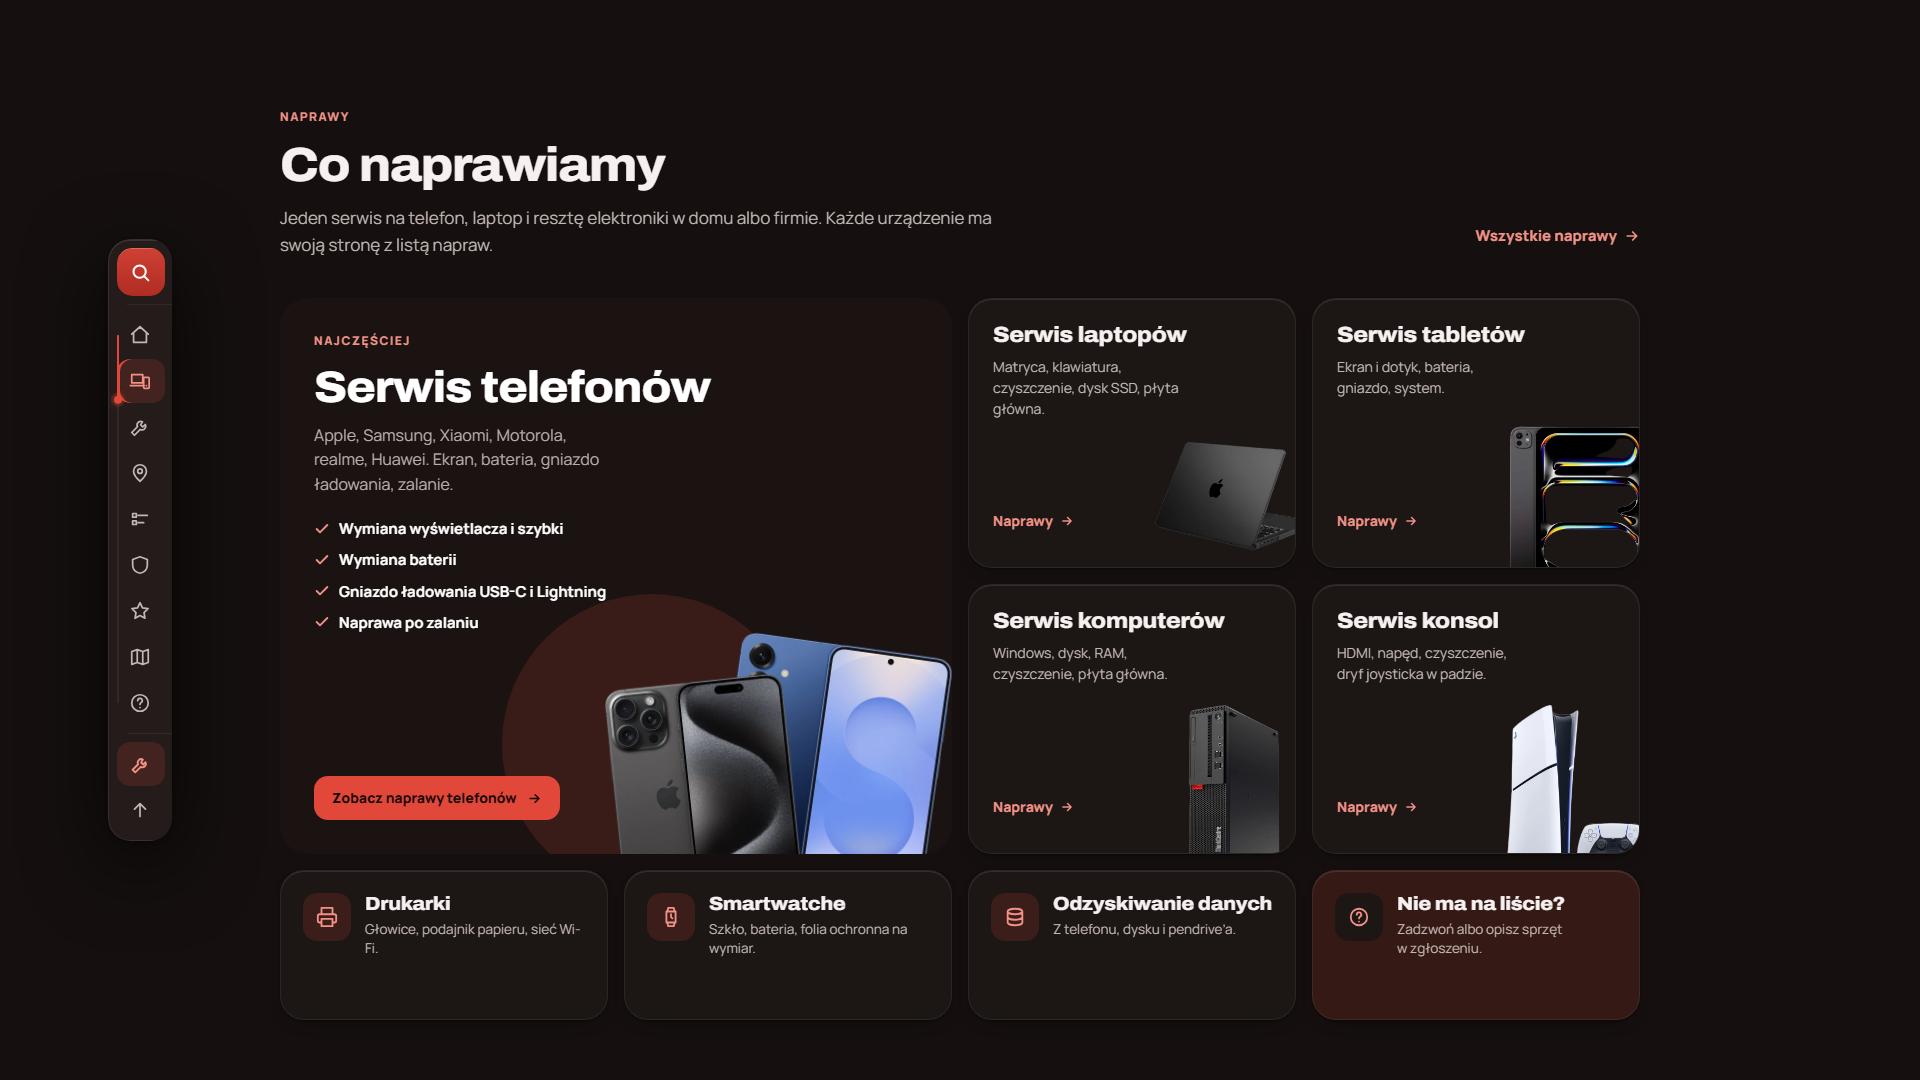 NAPRAWY
Co naprawiamy
Jeden serwis na telefon, laptop i resztę elektroniki w domu albo firmie. Każde urządzenie ma
swoją stronę z listą napraw.
Wszystkie naprawy
NAJCZĘŚCIEJ
Serwis telefonów
Apple, Samsung, Xiaomi, Motorola,
realme, Huawei. Ekran, bateria, gniazdo
ładowania, zalanie.
Wymiana wyświetlacza i szybki
Wymiana baterii
Gniazdo ładowania USB-C i Lightning
Naprawa po zalaniu
Zobacz naprawy telefonów
Serwis laptopów
Matryca, klawiatura,
czyszczenie, dysk SSD, płyta
główna.
Naprawy
Serwis tabletów
Ekran i dotyk, bateria,
gniazdo, system.
Naprawy
Serwis komputerów
Windows, dysk, RAM,
czyszczenie, płyta główna.
Naprawy
ThinkCentre
Serwis konsol
HDMI, napęd, czyszczenie,
dryf joysticka w padzie.
Naprawy
Drukarki
Głowice, podajnik papieru, sieć Wi-
Fi.
Smartwatche
Szkło, bateria, folia ochronna na
wymiar.
Odzyskiwanie danych
Z telefonu, dysku i pendrive'a.
Nie ma na liście?
Zadzwoń albo opisz sprzęt
w zgłoszeniu.